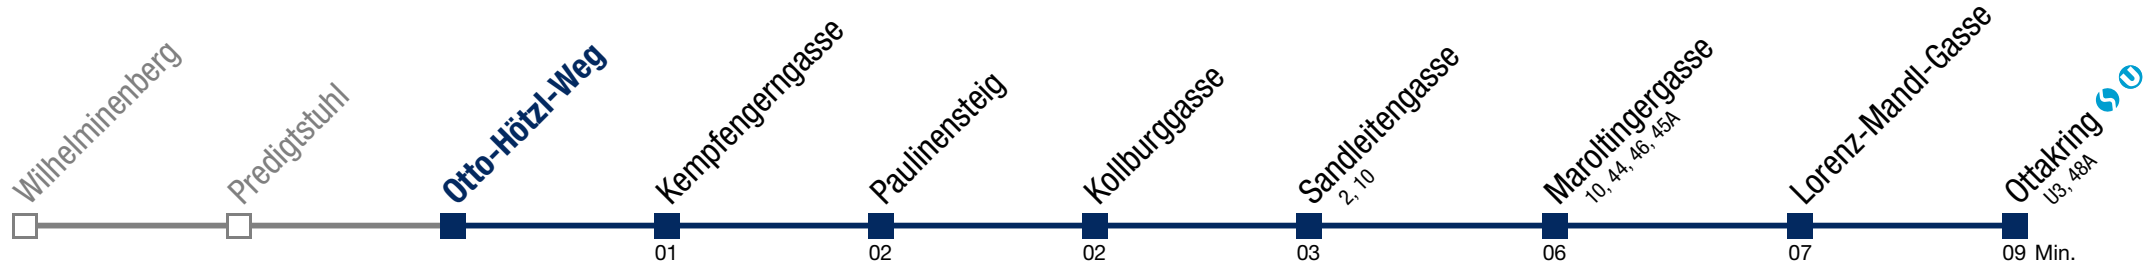 Wilhelminenberg
Predigtstuhl
Otto-Hötzl-Weg
Kempfengerngasse
Paulinensteig
Kollburggasse
Sandleitengasse
2, 10
Maroltingergasse
10, 44, 46, 45A
Lorenz-Mandl-Gasse
Ottakring S U
U3, 48A
01
02
02
03
06
07
09 Min.